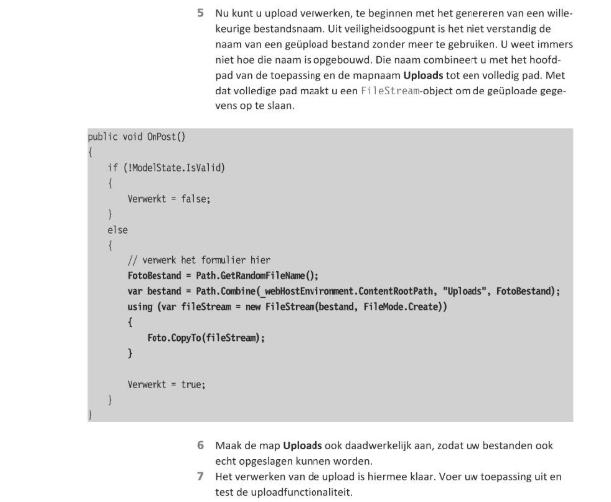 5 Nu kunt u upload verwerken, te beginnen met het genereren van een wille-
keurige bestandsnaam. Uit veiligheidsoogpunt is het niet verstandig de
naam van een geüpload bestand zonder meer te gebruiken. U weet immers
niet hoe die naam is opgebouwd. Die naam combineert u met het hoofd-
pad van de toepassing en de mapnaam Uploads tot een volledig pad. Met
dat volledige pad maakt u een FileStream-object om de geüploade gege-
vens op te slaan.
public void OnPost()
{
if (!ModelState.IsValid)
{
Verwerkt = false;
}
else
{
// verwerk het formulier hier
FotoBestand = Path.GetRandomFileName();
var bestand = Path.Combine(_webHostEnvironment.ContentRootPath, "Uploads", FotoBestand);
using (var fileStream = new FileStream(bestand, FileMode.Create))
{
Foto.CopyTo(fileStream);
}
Verwerkt = true;
}
}
6 Maak de map Uploads ook daadwerkelijk aan, zodat uw bestanden ook
echt opgeslagen kunnen worden.
7 Het verwerken van de upload is hiermee klaar. Voer uw toepassing uit en
test de uploadfunctionaliteit.